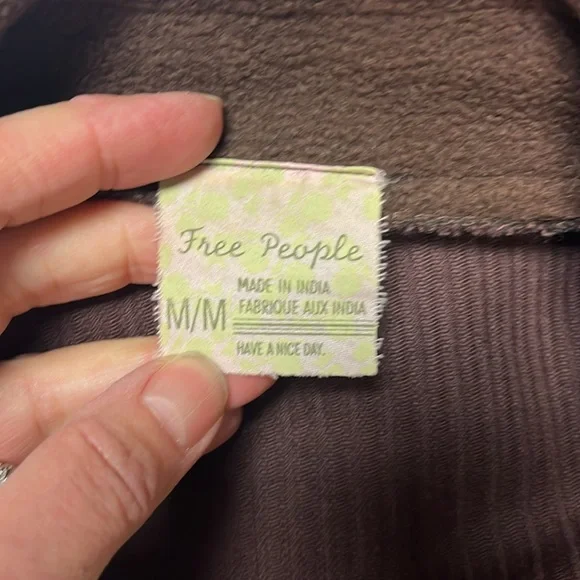 Free People
MADE IN INDIA
FABRIQUE AUX INDIA
M/M
HAVE A NICE DAY.